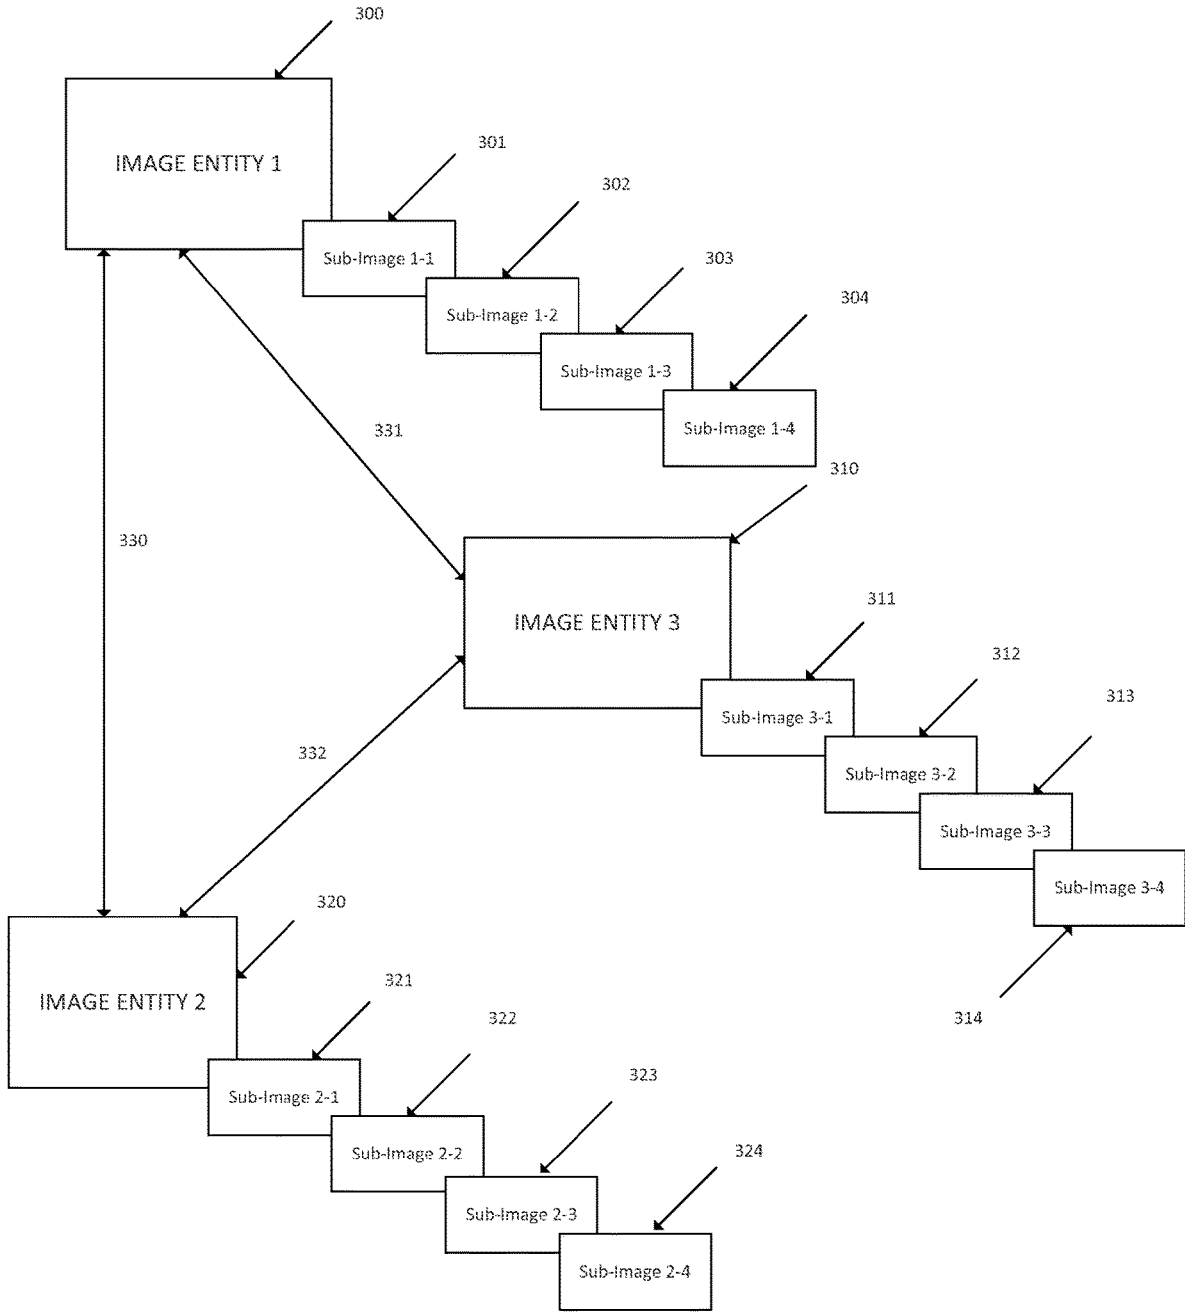 300
IMAGE ENTITY 1
301
302
Sub-Image 1-1
303
304
Sub-Image 1-2
Sub-Image 1-3
Sub-Image 1-4
331
310
330
311
IMAGE ENTITY 3
312
313
Sub-Image 3-1
332
Sub-Image 3-2
Sub-Image 3-3
Sub-Image 3-4
320
321
IMAGE ENTITY 2
322
314
323
Sub-Image 2-1
Sub-Image 2-2
324
Sub-Image 2-3
Sub-Image 2-4